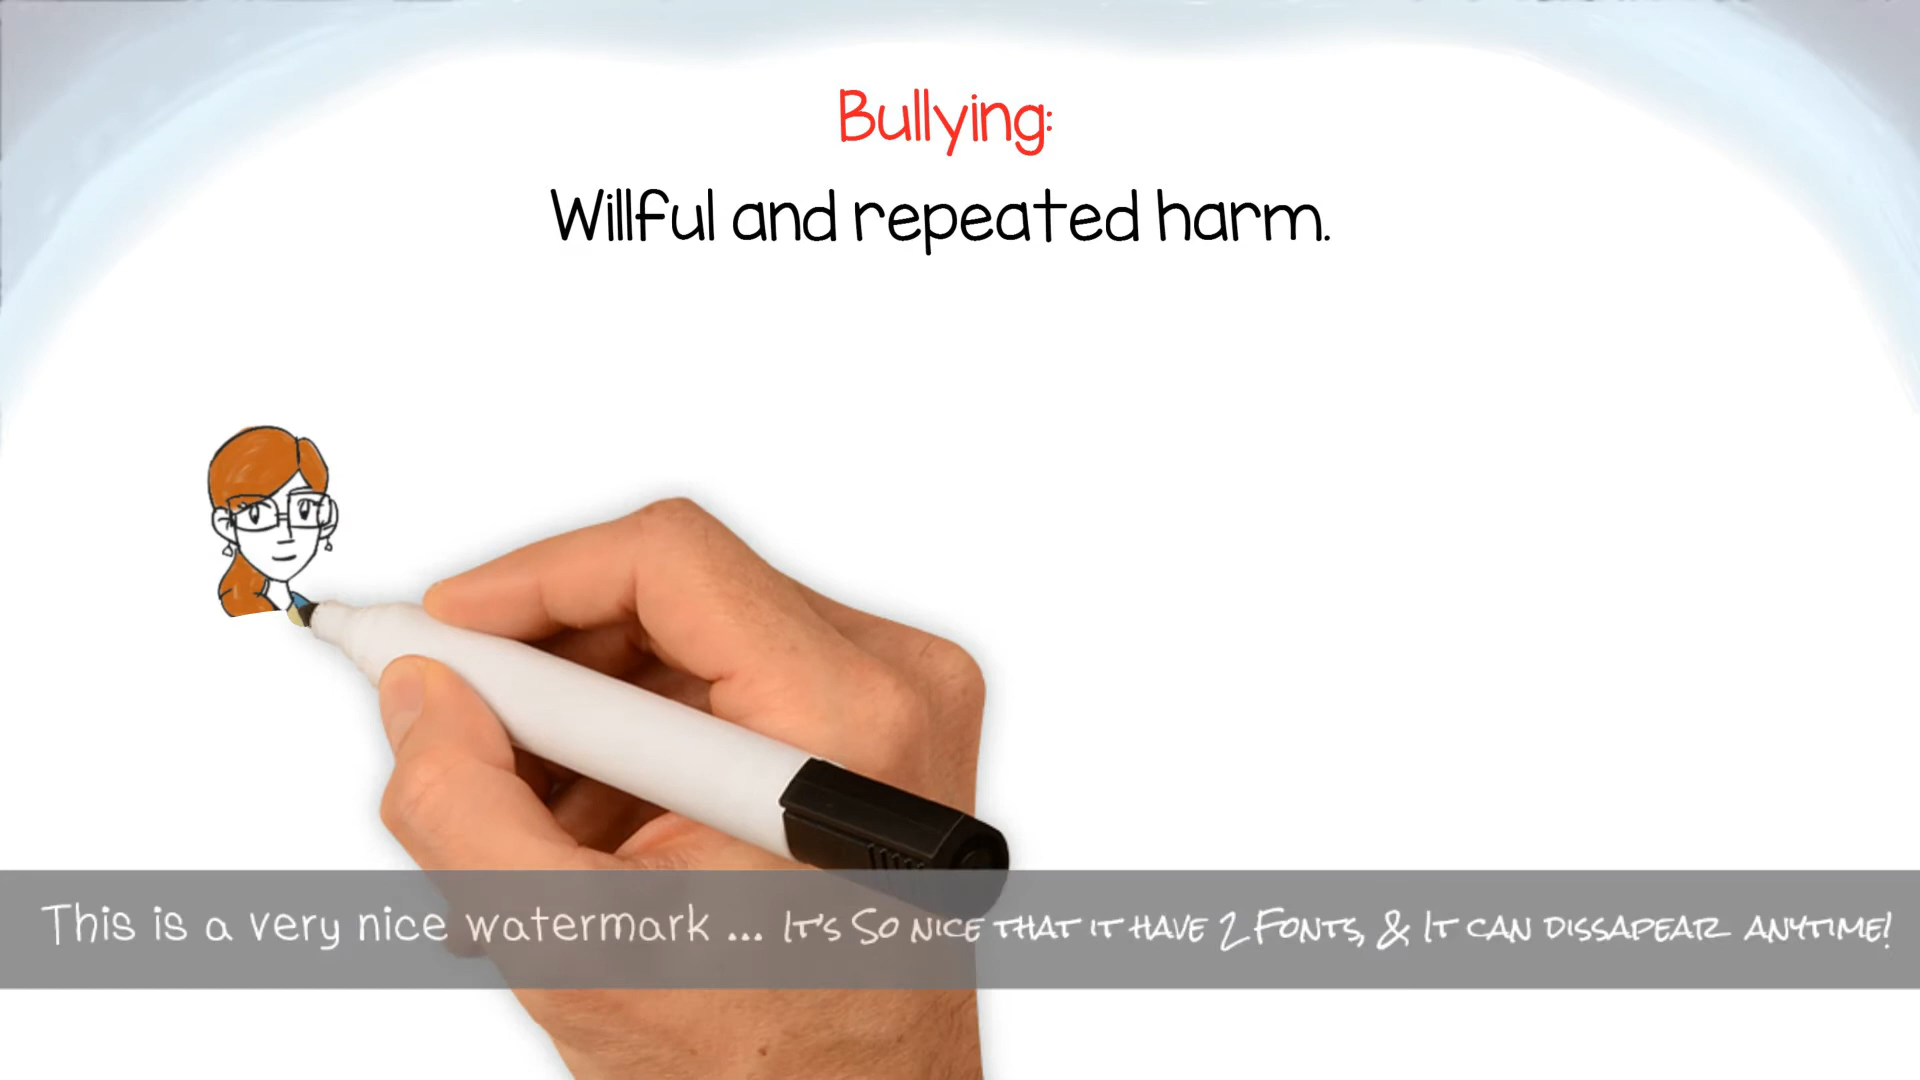 Bullying:
Willful and repeated harm.
This is a very nice watermark ... It's So nice that it have 2 Fonts, & It can dissapear anytime!